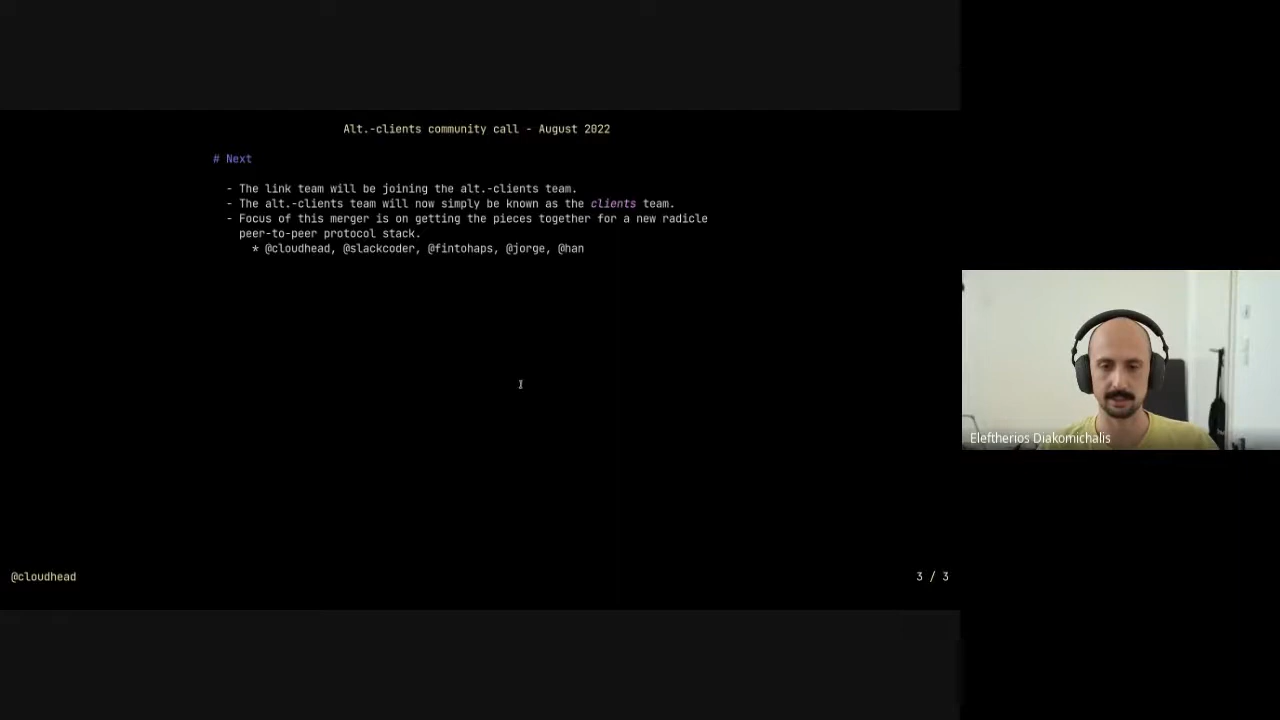 Alt.-clients community call - August 2022
# Next
- The link team will be joining the alt.-clients team.
- The alt.-clients team will now simply be known as the clients team.
- Focus of this merger is on getting the pieces together for a new radicle
peer-to-peer protocol stack.
* @cloudhead, @slackcoder, @fintohaps, @jorge, @han
Eleftherios Diakomichalis
@cloudhead
3 / 3